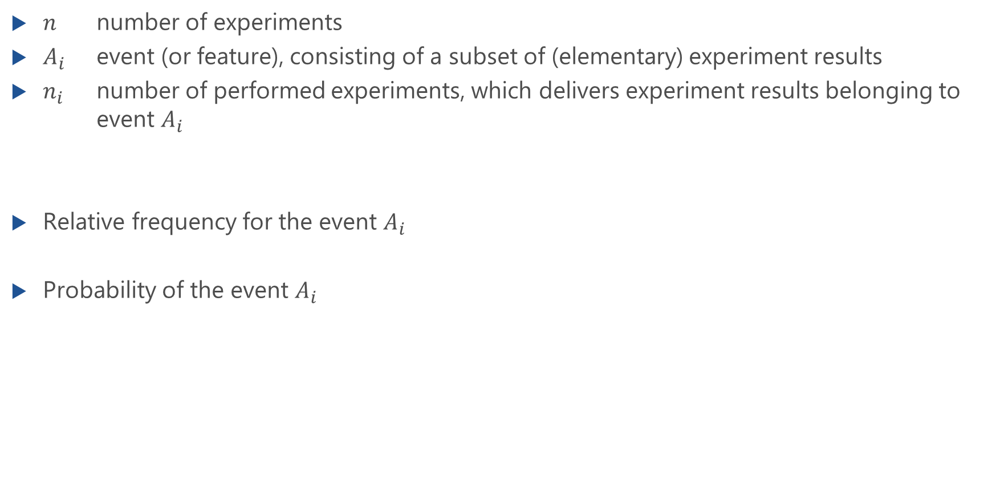 n number of experiments
A_i event (or feature), consisting of a subset of (elementary) experiment results
n_i number of performed experiments, which delivers experiment results belonging to
event A_i
Relative frequency for the event A_i
Probability of the event A_i